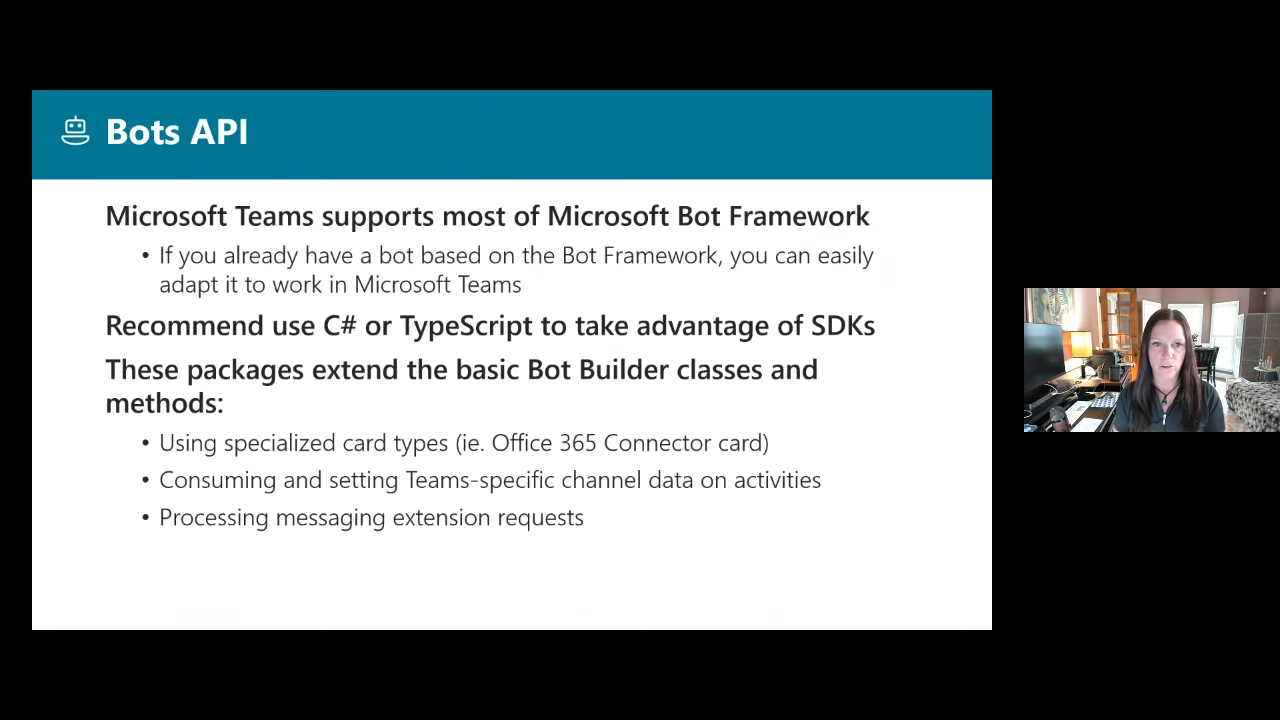 Bots API
Microsoft Teams supports most of Microsoft Bot Framework
• If you already have a bot based on the Bot Framework, you can easily
adapt it to work in Microsoft Teams
Recommend use C# or TypeScript to take advantage of SDKs
These packages extend the basic Bot Builder classes and
methods:
• Using specialized card types (ie. Office 365 Connector card)
• Consuming and setting Teams-specific channel data on activities
• Processing messaging extension requests